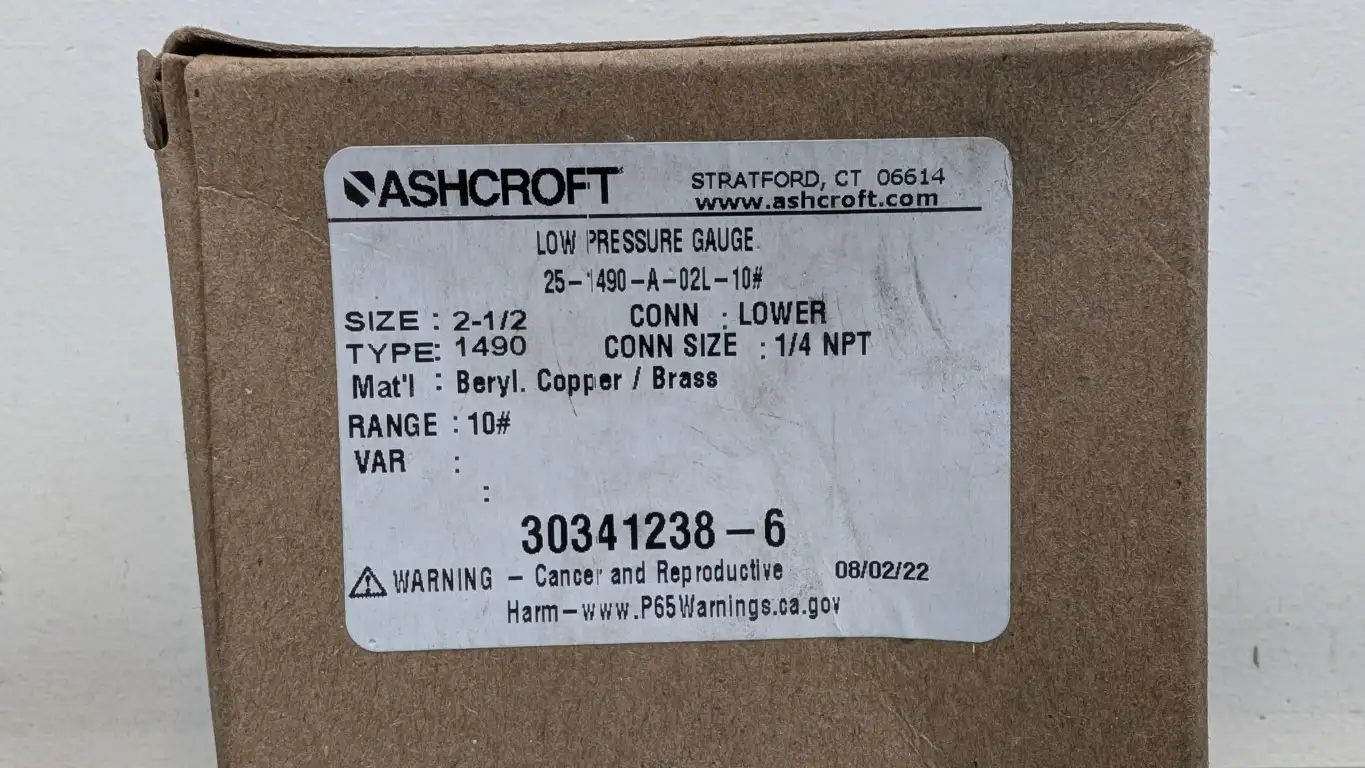 ASHCROFT STRATFORD, CT 06614
www.ashcroft.com
LOW PRESSURE GAUGE
25-1490-A-02L-10#
SIZE : 2-1/2 CONN : LOWER
TYPE: 1490 CONN SIZE : 1/4 NPT
Mat'l : Beryl. Copper / Brass
RANGE : 10#
VAR :
:
30341238-6
WARNING - Cancer and Reproductive 08/02/22
Harm-www.P65Warnings.ca.gov